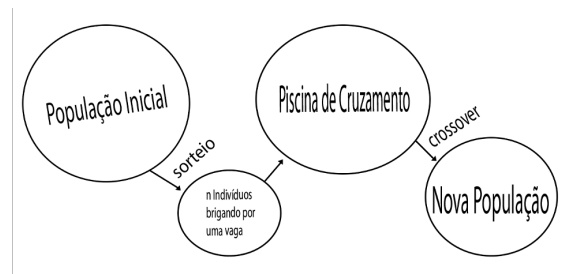 População Inicial
sorteio
n Indivíduos
brigando por
uma vaga
Piscina de Cruzamento
crossover
Nova População